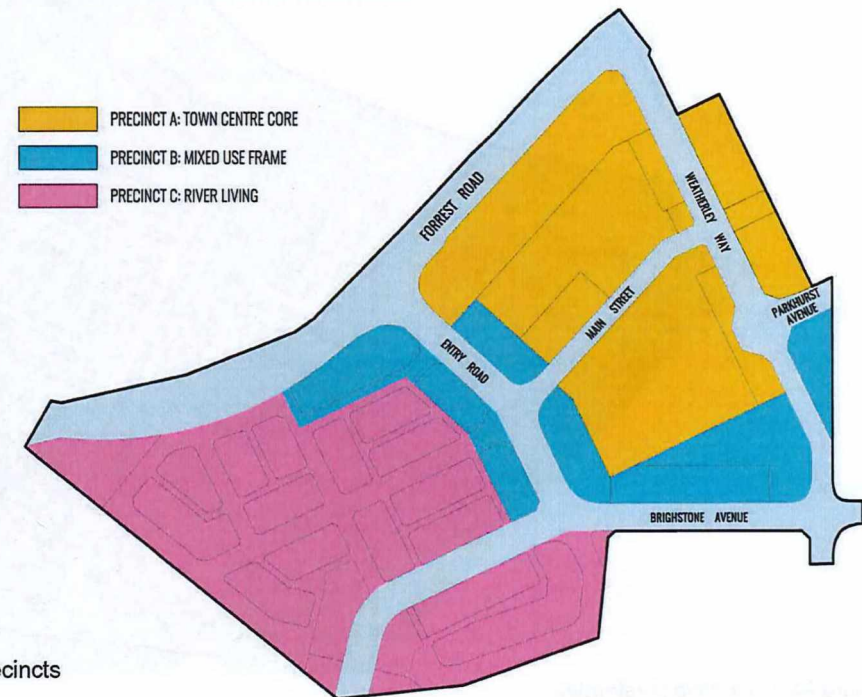 PRECINCT A: TOWN CENTRE CORE
PRECINCT B: MIXED USE FRAME
PRECINCT C: RIVER LIVING
FORREST ROAD
WEATHERLEY WAY
PARKHURST
AVENUE
MAIN STREET
ENTRY ROAD
BRIGHSTONE AVENUE